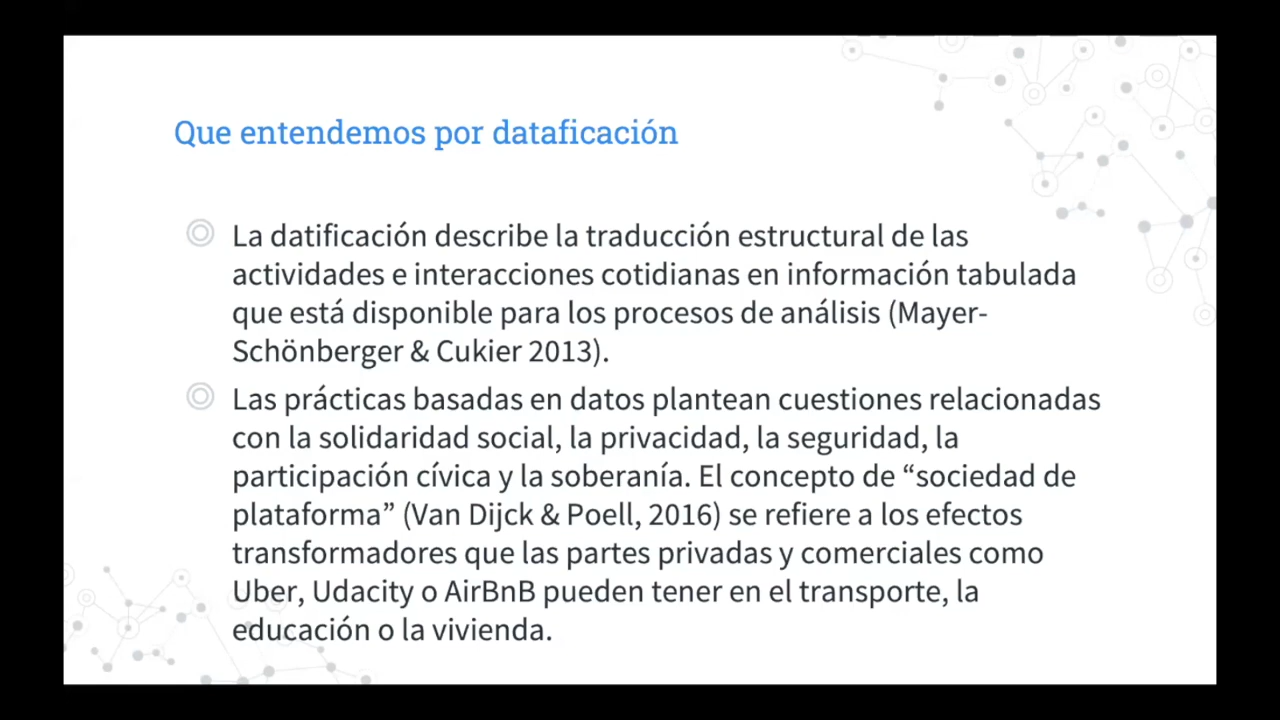 Que entendemos por dataficación
La datificación describe la traducción estructural de las
actividades e interacciones cotidianas en información tabulada
que está disponible para los procesos de análisis (Mayer-
Schönberger & Cukier 2013).
Las prácticas basadas en datos plantean cuestiones relacionadas
con la solidaridad social, la privacidad, la seguridad, la
participación cívica y la soberanía. El concepto de “sociedad de
plataforma” (Van Dijck & Poell, 2016) se refiere a los efectos
transformadores que las partes privadas y comerciales como
Uber, Udacity o AirBnB pueden tener en el transporte, la
educación o la vivienda.